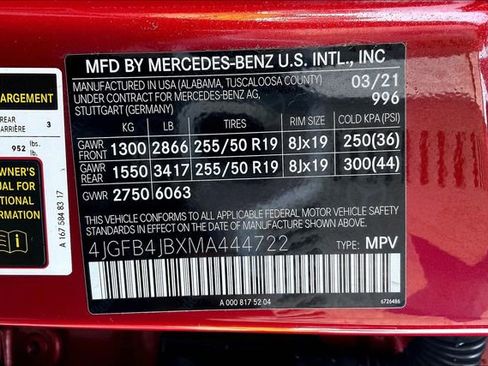 MFD BY MERCEDES-BENZ U.S. INTL., INC
MANUFACTURED IN USA (ALABAMA, TUSCALOOSA COUNTY)
UNDER CONTRACT FOR MERCEDES-BENZ AG,
STUTTGART (GERMANY)
03/21
996
KG LB TIRES RIM SIZE COLD KPA (PSI)
GAWR FRONT 1300 2866 255/50 R19 8Jx19 250(36)
GAWR REAR 1550 3417 255/50 R19 8Jx19 300(44)
GVWR 2750 6063
THIS VEHICLE CONFORMS TO ALL APPLICABLE FEDERAL MOTOR VEHICLE SAFETY
STANDARDS IN EFFECT ON THE DATE OF MANUFACTURE SHOWN ABOVE.
4JGFB4JBXMA444722 TYPE: MPV
A 000 817 52 04
6726486
ARGEMENT
REAR
ARRIÈRE 3
952 lbs.
lb.
WNER'S
UAL FOR
TIONAL
RMATION
A 167 584 83 17